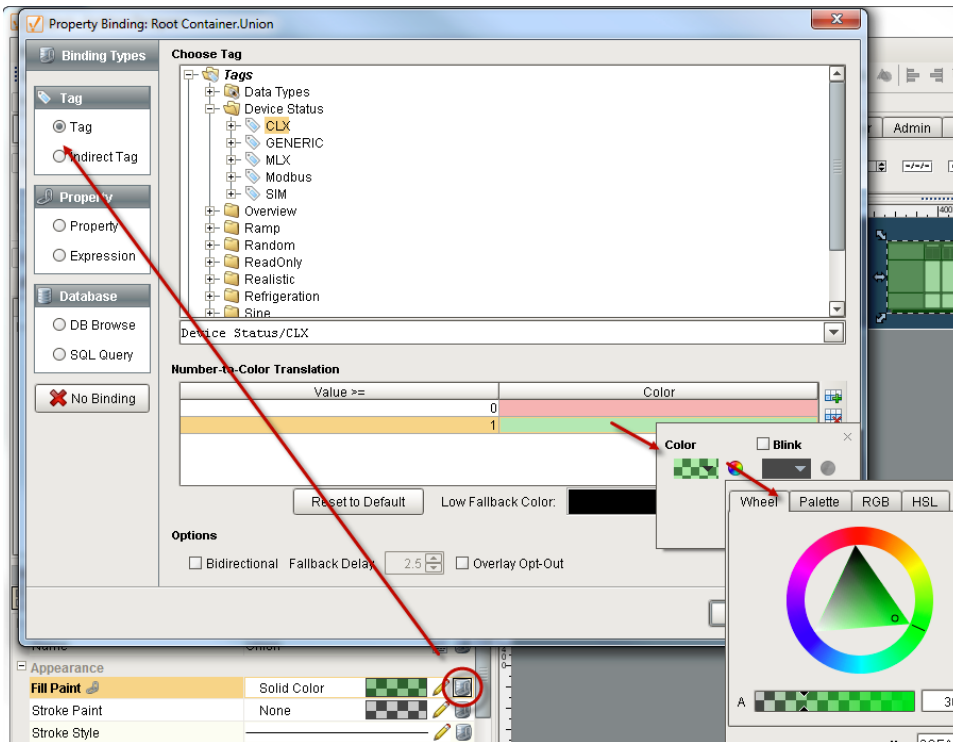 Property Binding: Root Container.Union
Binding Types
Tag
Tag
Indirect Tag
Property
Property
Expression
Database
DB Browse
SQL Query
No Binding
Choose Tag
Tags
Data Types
Device Status
CLX
GENERIC
MLX
Modbus
SIM
Overview
Ramp
Random
ReadOnly
Realistic
Refrigeration
Sine
Device Status/CLX
Number-to-Color Translation
Value >= Color
0
1
Reset to Default Low Fallback Color:
Options
Bidirectional Fallback Delay 2.5 Overlay Opt-Out
Admin
400
Color Blink
Wheel Palette RGB HSL
A 30
Name Union
Appearance
Fill Paint Solid Color
Stroke Paint None
Stroke Style